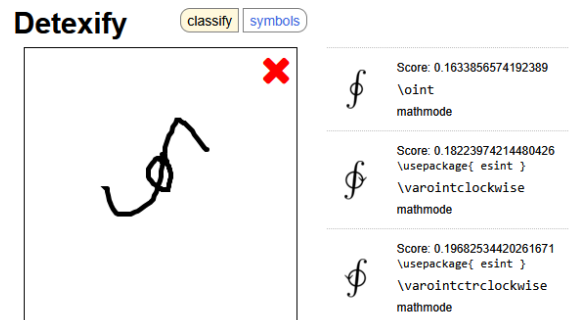 Detexify
classify symbols
Score: 0.1633856574192389
\oint
mathmode
Score: 0.18223974214480426
\usepackage{ esint }
\varointclockwise
mathmode
Score: 0.19682534420261671
\usepackage{ esint }
\varointctrclockwise
mathmode